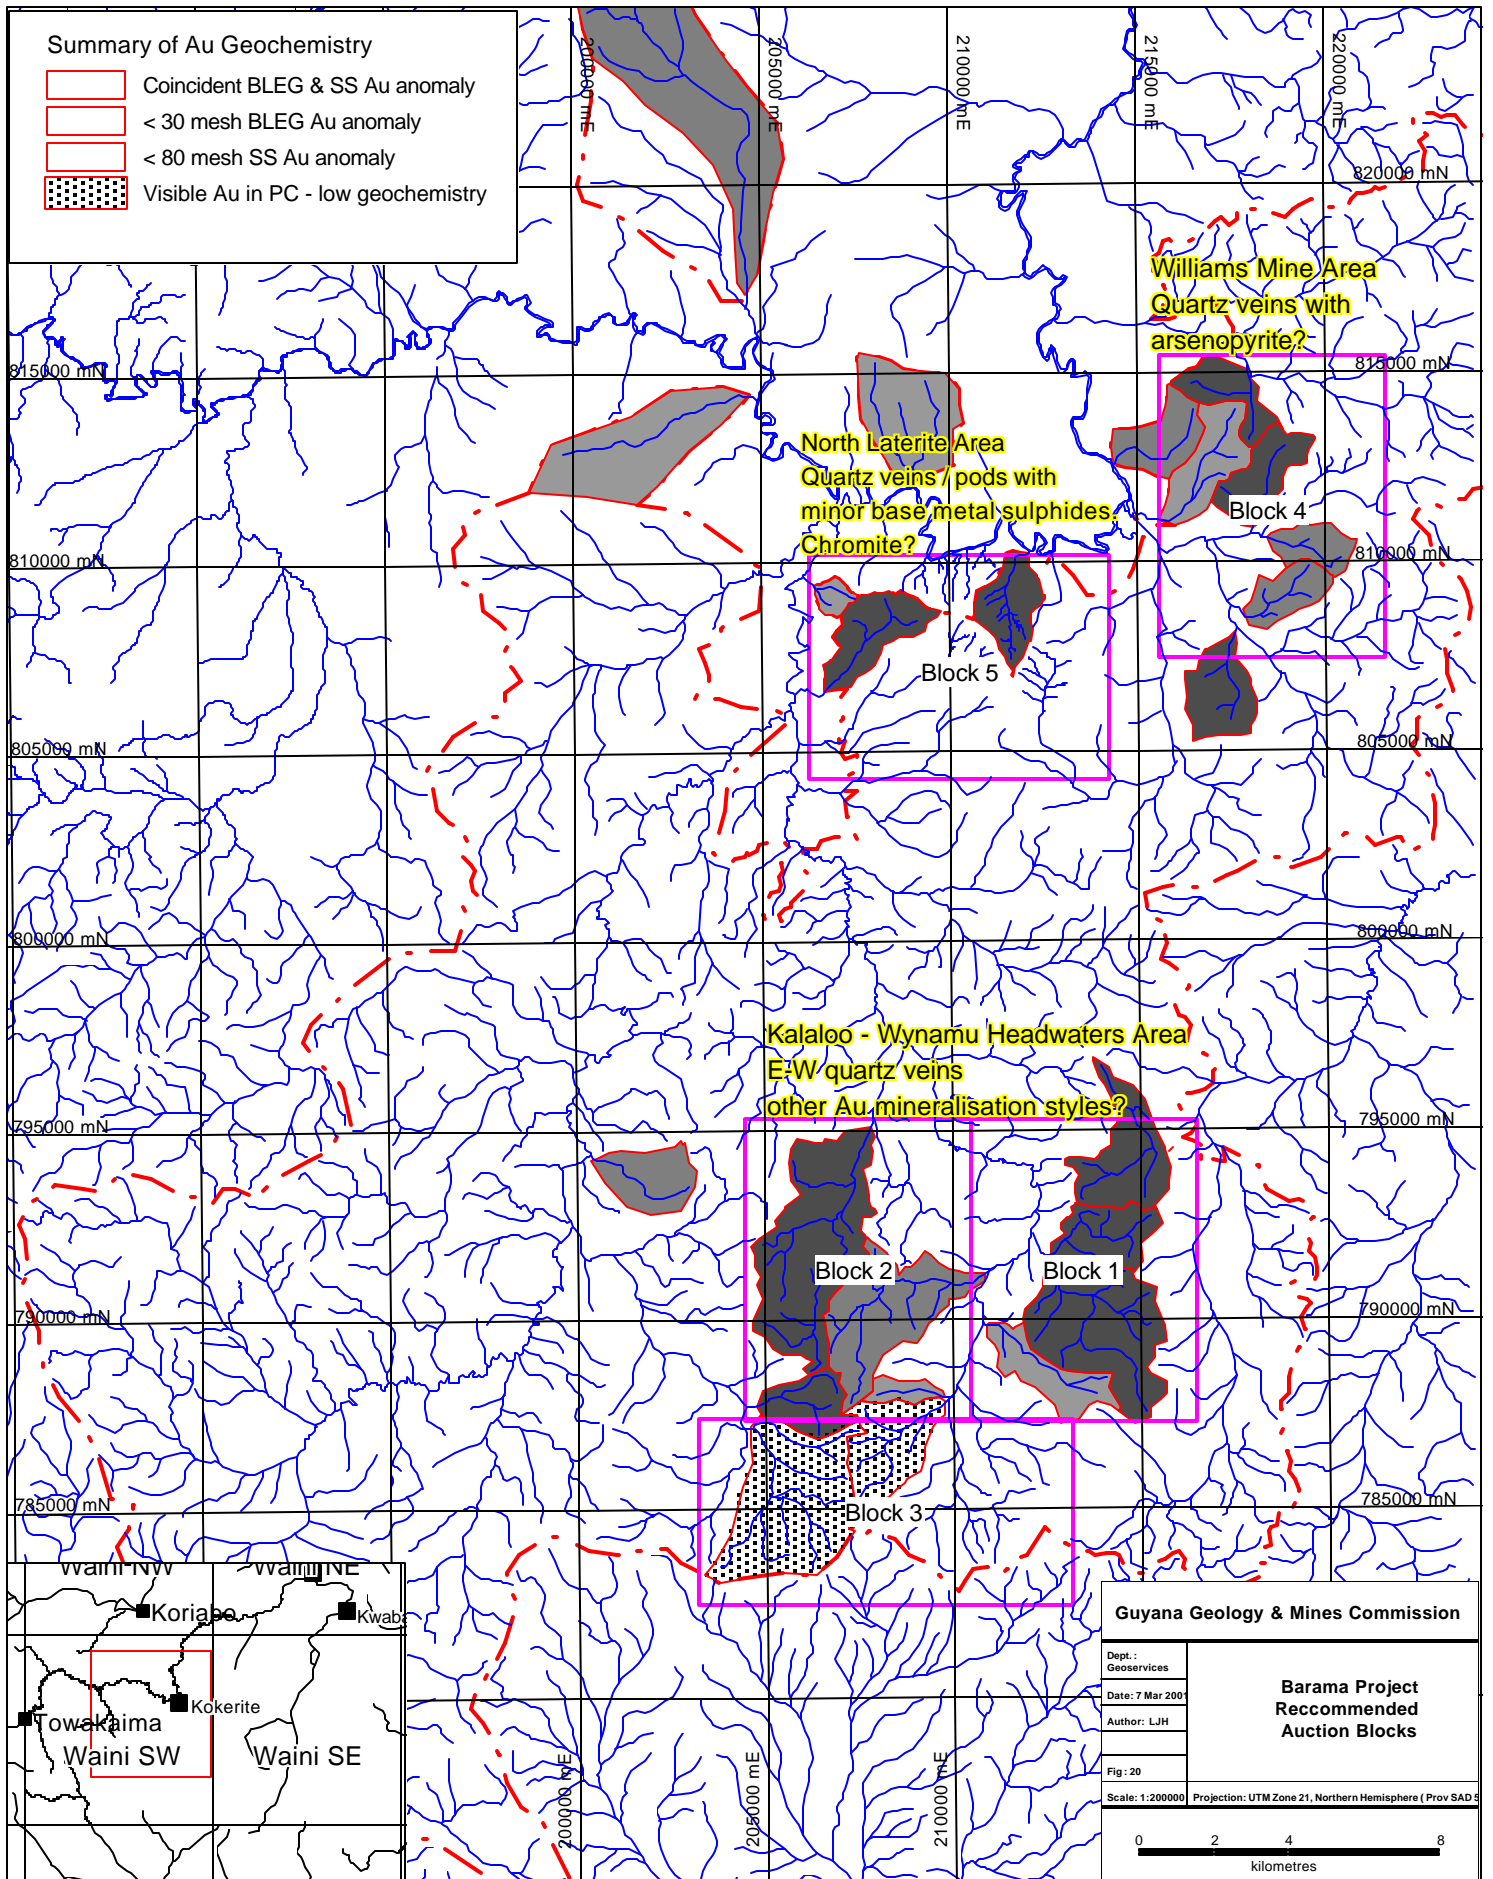 Summary of Au Geochemistry
Coincident BLEG & SS Au anomaly
< 30 mesh BLEG Au anomaly
< 80 mesh SS Au anomaly
Visible Au in PC - low geochemistry
200000 mE
205000 mE
210000 mE
215000 mE
220000 mE
820000 mN
Williams Mine Area
Quartz veins with
arsenopyrite?
815000 mN
815000 mN
North Laterite Area
Quartz veins / pods with
minor base metal sulphides.
Chromite?
Block 4
810000 mN
810000 mN
Block 5
805000 mN
805000 mN
800000 mN
800000 mN
Kalaloo - Wynamu Headwaters Area
E-W quartz veins
other Au mineralisation styles?
795000 mN
795000 mN
Block 2
Block 1
790000 mN
790000 mN
785000 mN
785000 mN
Block 3
Waini NW
Waini NE
Koriabo
Kwaba
Kokerite
Towakaima
Waini SW
Waini SE
200000 mE
205000 mE
210000 mE
Guyana Geology & Mines Commission
Dept.:
Geoservices
Date: 7 Mar 2001
Author: LJH
Fig: 20
Barama Project
Reccommended
Auction Blocks
Scale: 1:200000
Projection: UTM Zone 21, Northern Hemisphere ( Prov SAD 5
0 2 4 8
kilometres